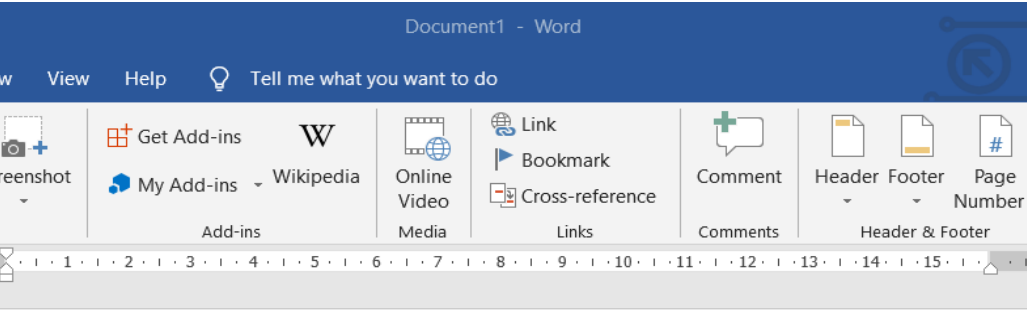 Document1 - Word
View Help Tell me what you want to do
Get Add-ins
My Add-ins
W
Wikipedia
Online
Video
Link
Bookmark
Cross-reference
Comment
Header
Footer
#
Page
Number
Add-ins Media Links Comments Header & Footer
1 2 3 4 5 6 7 8 9 10 11 12 13 14 15